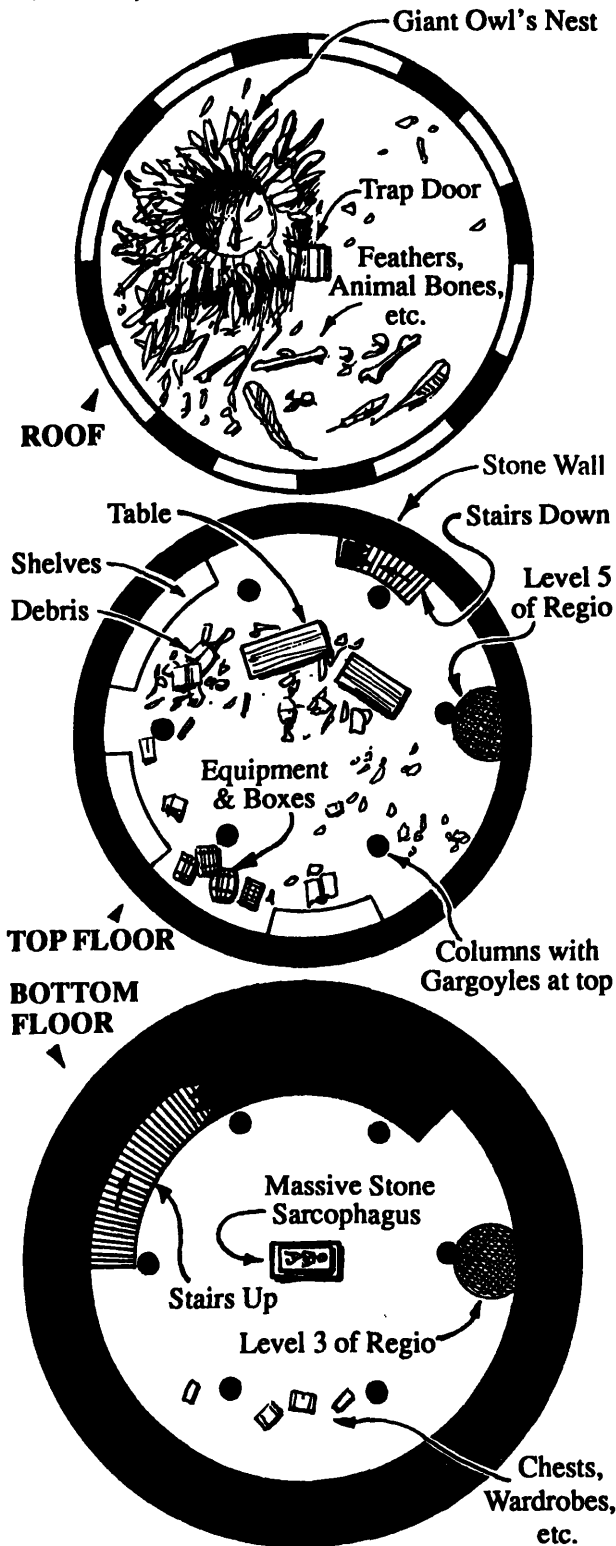 Giant Owl's Nest
Trap Door
Feathers,
Animal Bones,
etc.
ROOF
Stone Wall
Table
Stairs Down
Shelves
Level 5
of Regio
Debris
Equipment
& Boxes
TOP FLOOR
Columns with
Gargoyles at top
BOTTOM
FLOOR
Massive Stone
Sarcophagus
Stairs Up
Level 3 of Regio
Chests,
Wardrobes,
etc.